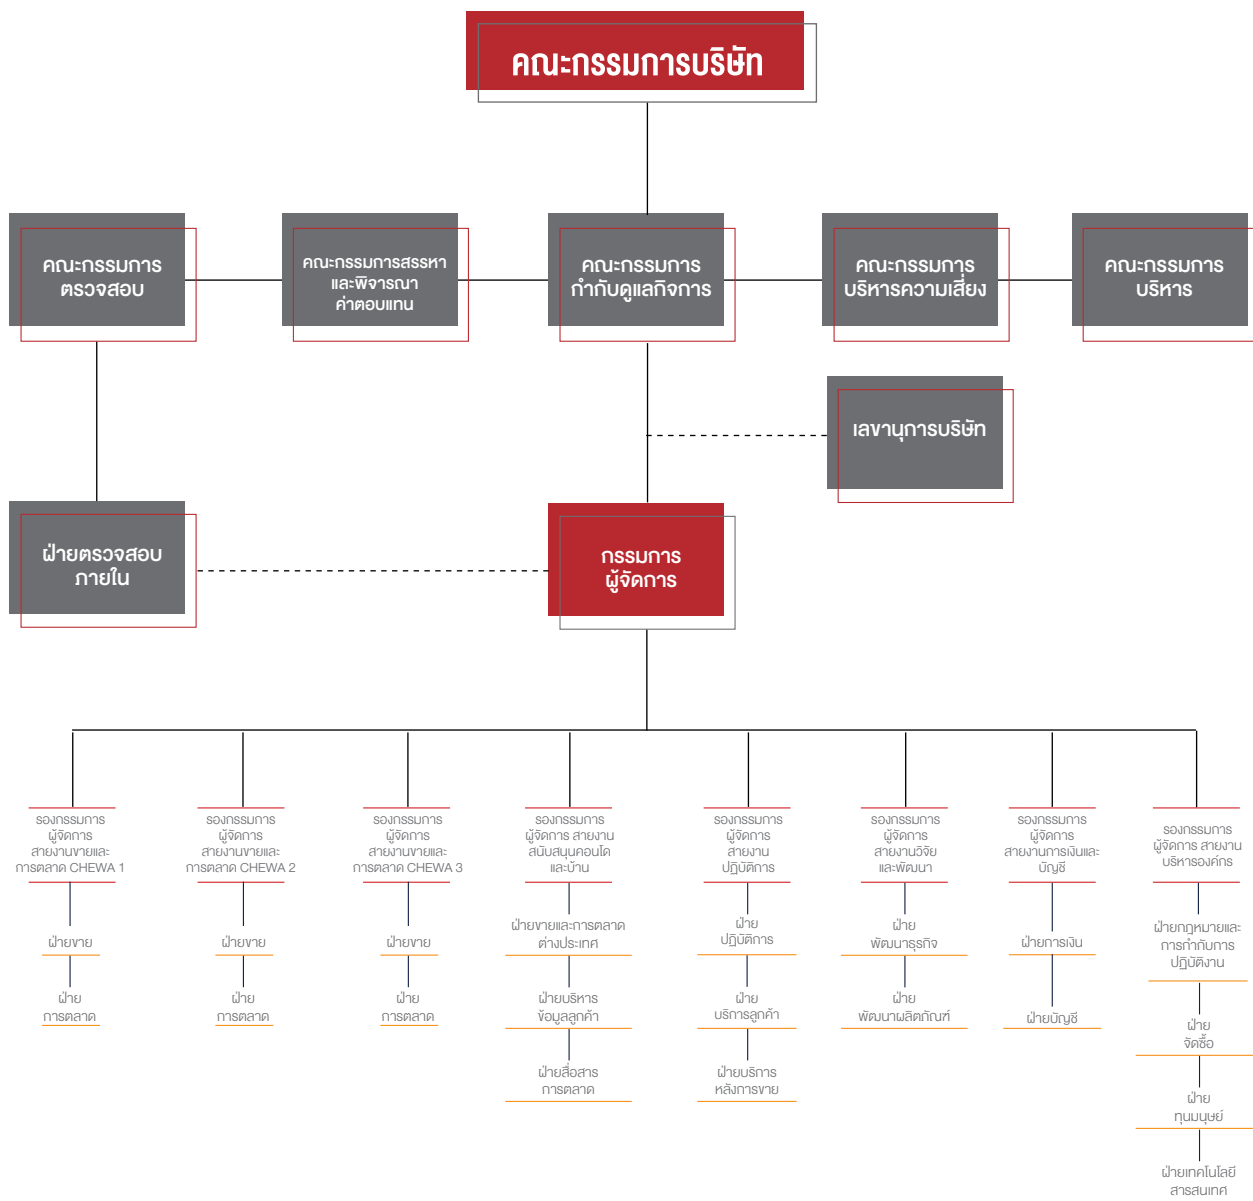 คณะกรรมการบริษัท
คณะกรรมการ
ตรวจสอบ
คณะกรรมการสรรหา
และพิจารณา
ค่าตอบแทน
คณะกรรมการ
กำกับดูแลกิจการ
คณะกรรมการ
บริหารความเสี่ยง
คณะกรรมการ
บริหาร
เลขานุการบริษัท
ฝ่ายตรวจสอบ
ภายใน
กรรมการ
ผู้จัดการ
รองกรรมการ
ผู้จัดการ
สายงานขายและ
การตลาด CHEWA 1
ฝ่ายขาย
ฝ่าย
การตลาด
รองกรรมการ
ผู้จัดการ
สายงานขายและ
การตลาด CHEWA 2
ฝ่ายขาย
ฝ่าย
การตลาด
รองกรรมการ
ผู้จัดการ
สายงานขายและ
การตลาด CHEWA 3
ฝ่ายขาย
ฝ่าย
การตลาด
รองกรรมการ
ผู้จัดการ สายงาน
สนับสนุนคอนโด
และบ้าน
ฝ่ายขายและการตลาด
ต่างประเทศ
ฝ่ายบริหาร
ข้อมูลลูกค้า
ฝ่ายสื่อสาร
การตลาด
รองกรรมการ
ผู้จัดการ
สายงาน
ปฏิบัติการ
ฝ่าย
ปฏิบัติการ
ฝ่าย
บริการลูกค้า
ฝ่ายบริการ
หลังการขาย
รองกรรมการ
ผู้จัดการ
สายงานวิจัย
และพัฒนา
ฝ่าย
พัฒนาธุรกิจ
ฝ่าย
พัฒนาผลิตภัณฑ์
รองกรรมการ
ผู้จัดการ
สายงานการเงินและ
บัญชี
ฝ่ายการเงิน
ฝ่ายบัญชี
รองกรรมการ
ผู้จัดการ สายงาน
บริหารองค์กร
ฝ่ายกฎหมายและ
การกำกับการ
ปฏิบัติงาน
ฝ่าย
จัดซื้อ
ฝ่าย
ทุนมนุษย์
ฝ่ายเทคโนโลยี
สารสนเทศ